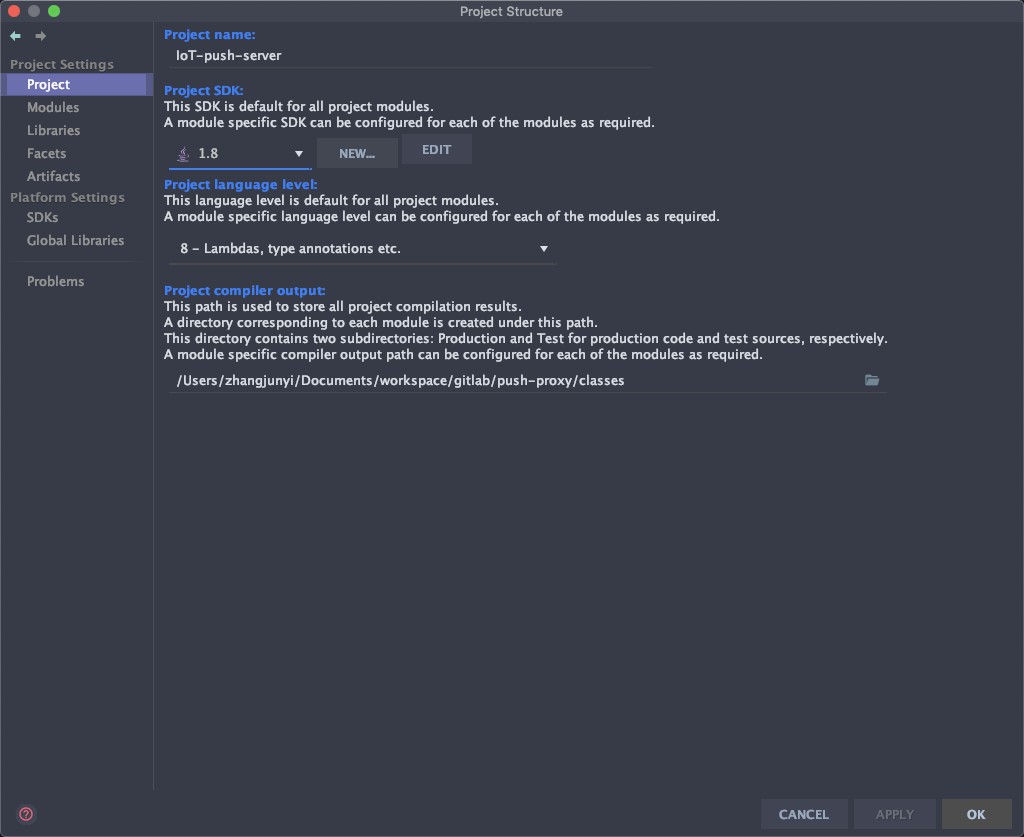 Project Structure
Project Settings
Project
Modules
Libraries
Facets
Artifacts
Platform Settings
SDKs
Global Libraries
Problems
Project name:
IoT-push-server
Project SDK:
This SDK is default for all project modules.
A module specific SDK can be configured for each of the modules as required.
1.8
NEW...
EDIT
Project language level:
This language level is default for all project modules.
A module specific language level can be configured for each of the modules as required.
8 - Lambdas, type annotations etc.
Project compiler output:
This path is used to store all project compilation results.
A directory corresponding to each module is created under this path.
This directory contains two subdirectories: Production and Test for production code and test sources, respectively.
A module specific compiler output path can be configured for each of the modules as required.
/Users/zhangjunyi/Documents/workspace/gitlab/push-proxy/classes
?
CANCEL
APPLY
OK